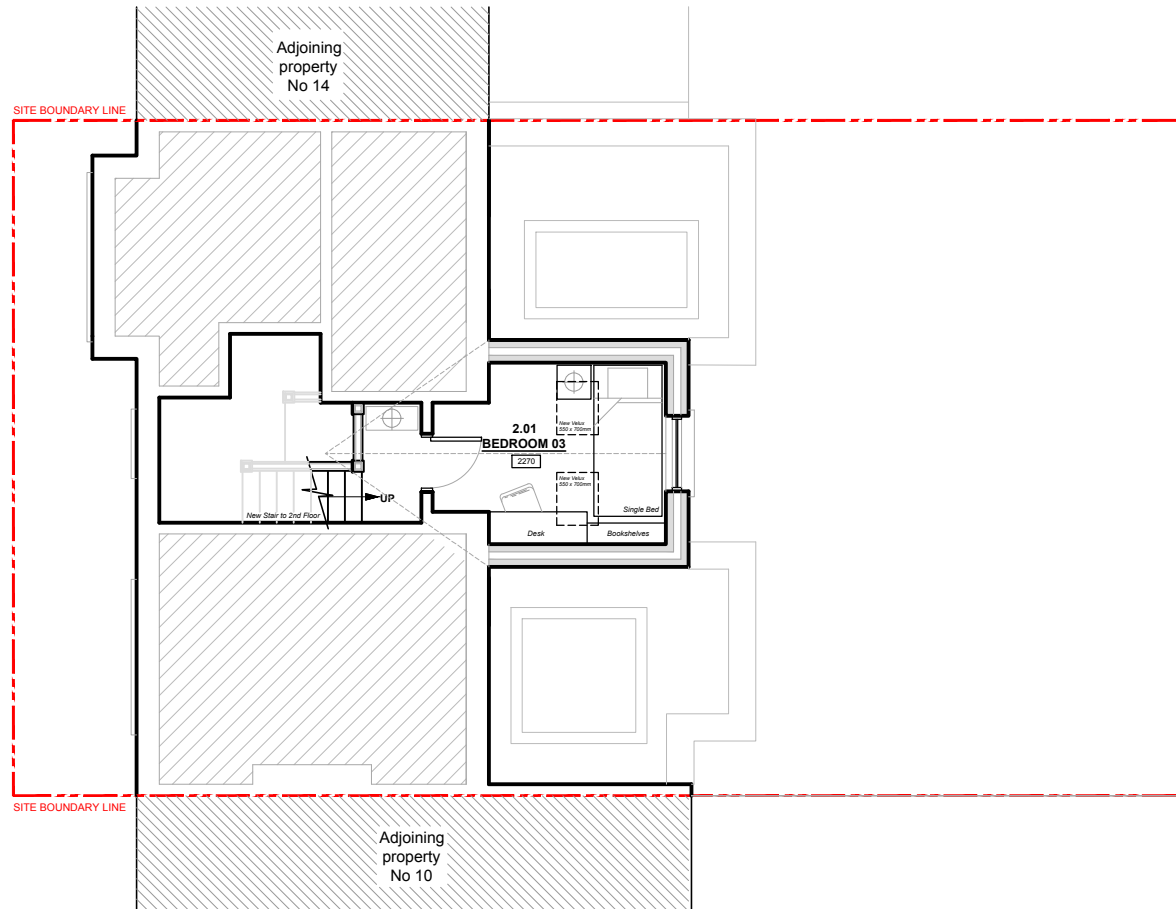 Adjoining
property
No 14
SITE BOUNDARY LINE
New Velux
550 x 700mm
2.01
BEDROOM 03
2270
New Velux
550 x 700mm
UP
New Stair to 2nd Floor
Single Bed
Desk
Bookshelves
SITE BOUNDARY LINE
Adjoining
property
No 10